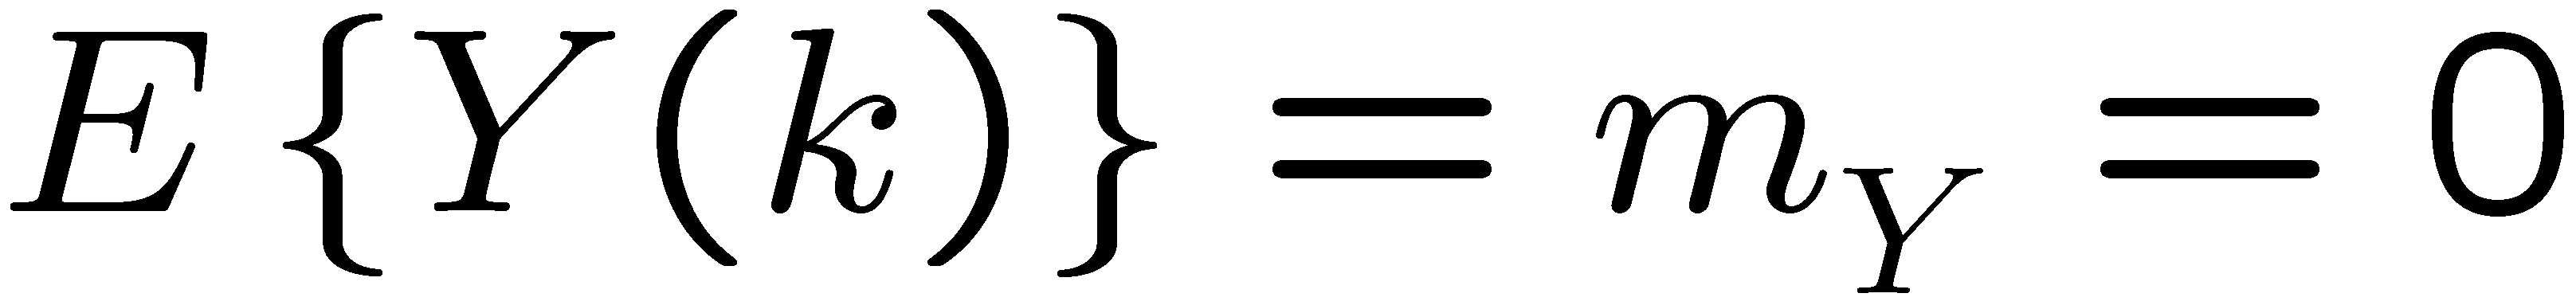 E{Y(k)} = m_Y = 0